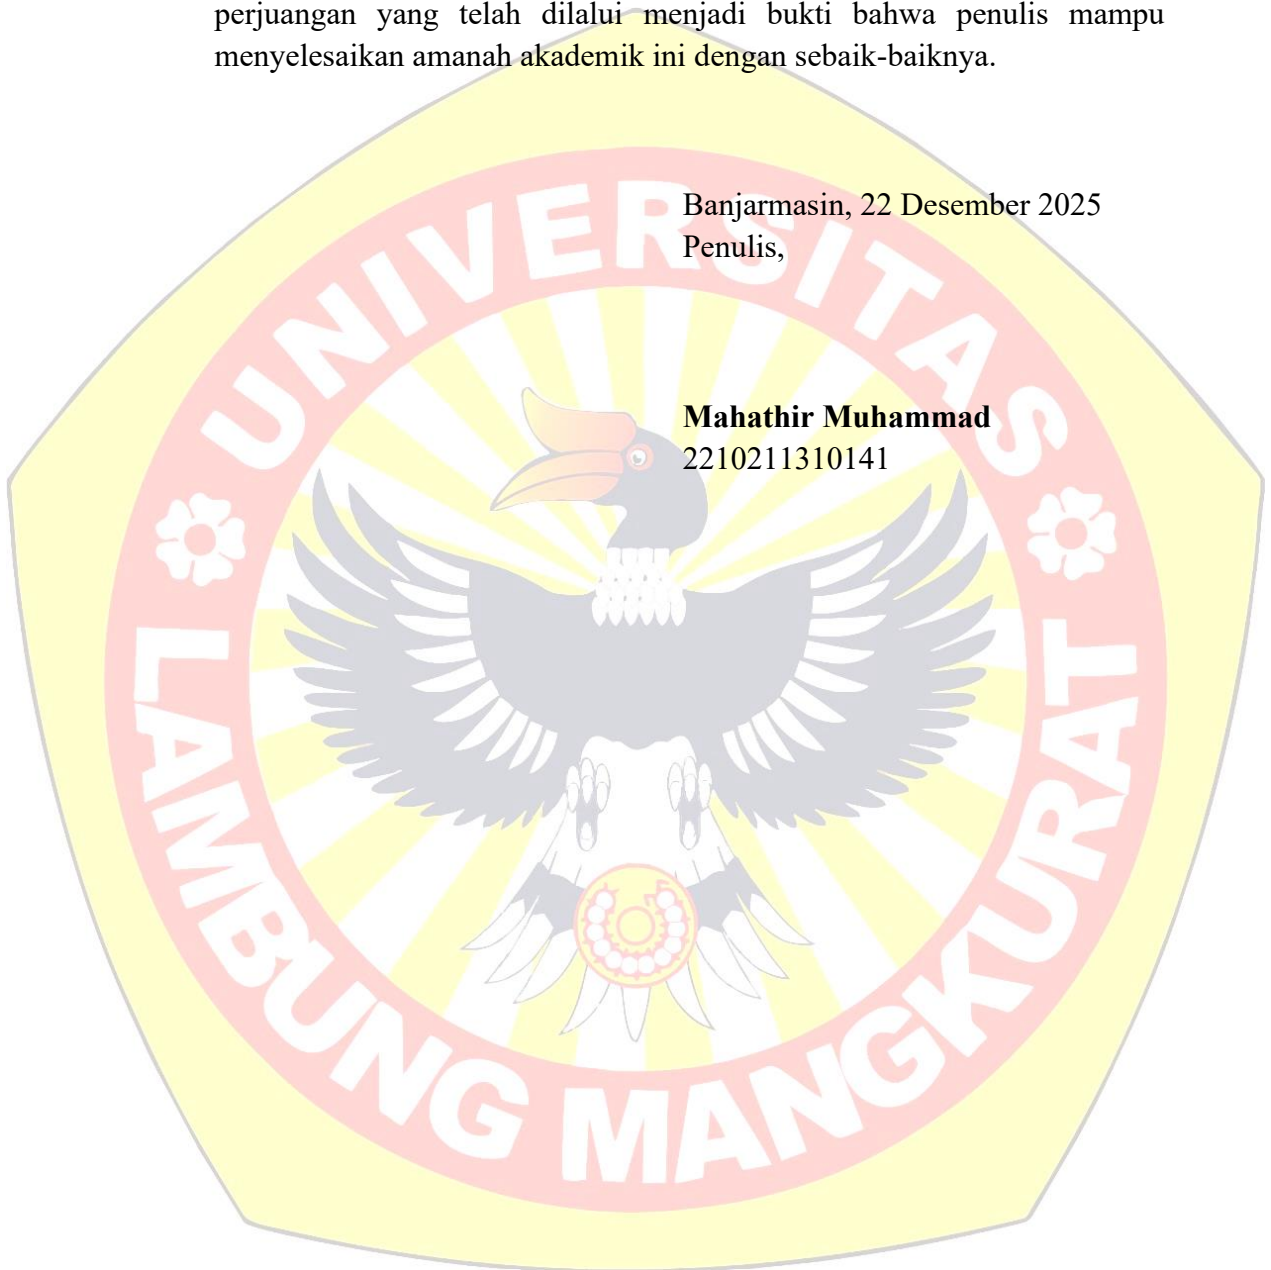 perjuangan yang telah dilalui menjadi bukti bahwa penulis mampu
menyelesaikan amanah akademik ini dengan sebaik-baiknya.
Banjarmasin, 22 Desember 2025
Penulis,
Mahathir Muhammad
2210211310141
UNIVERSITAS
LAMBUNG MANGKURAT